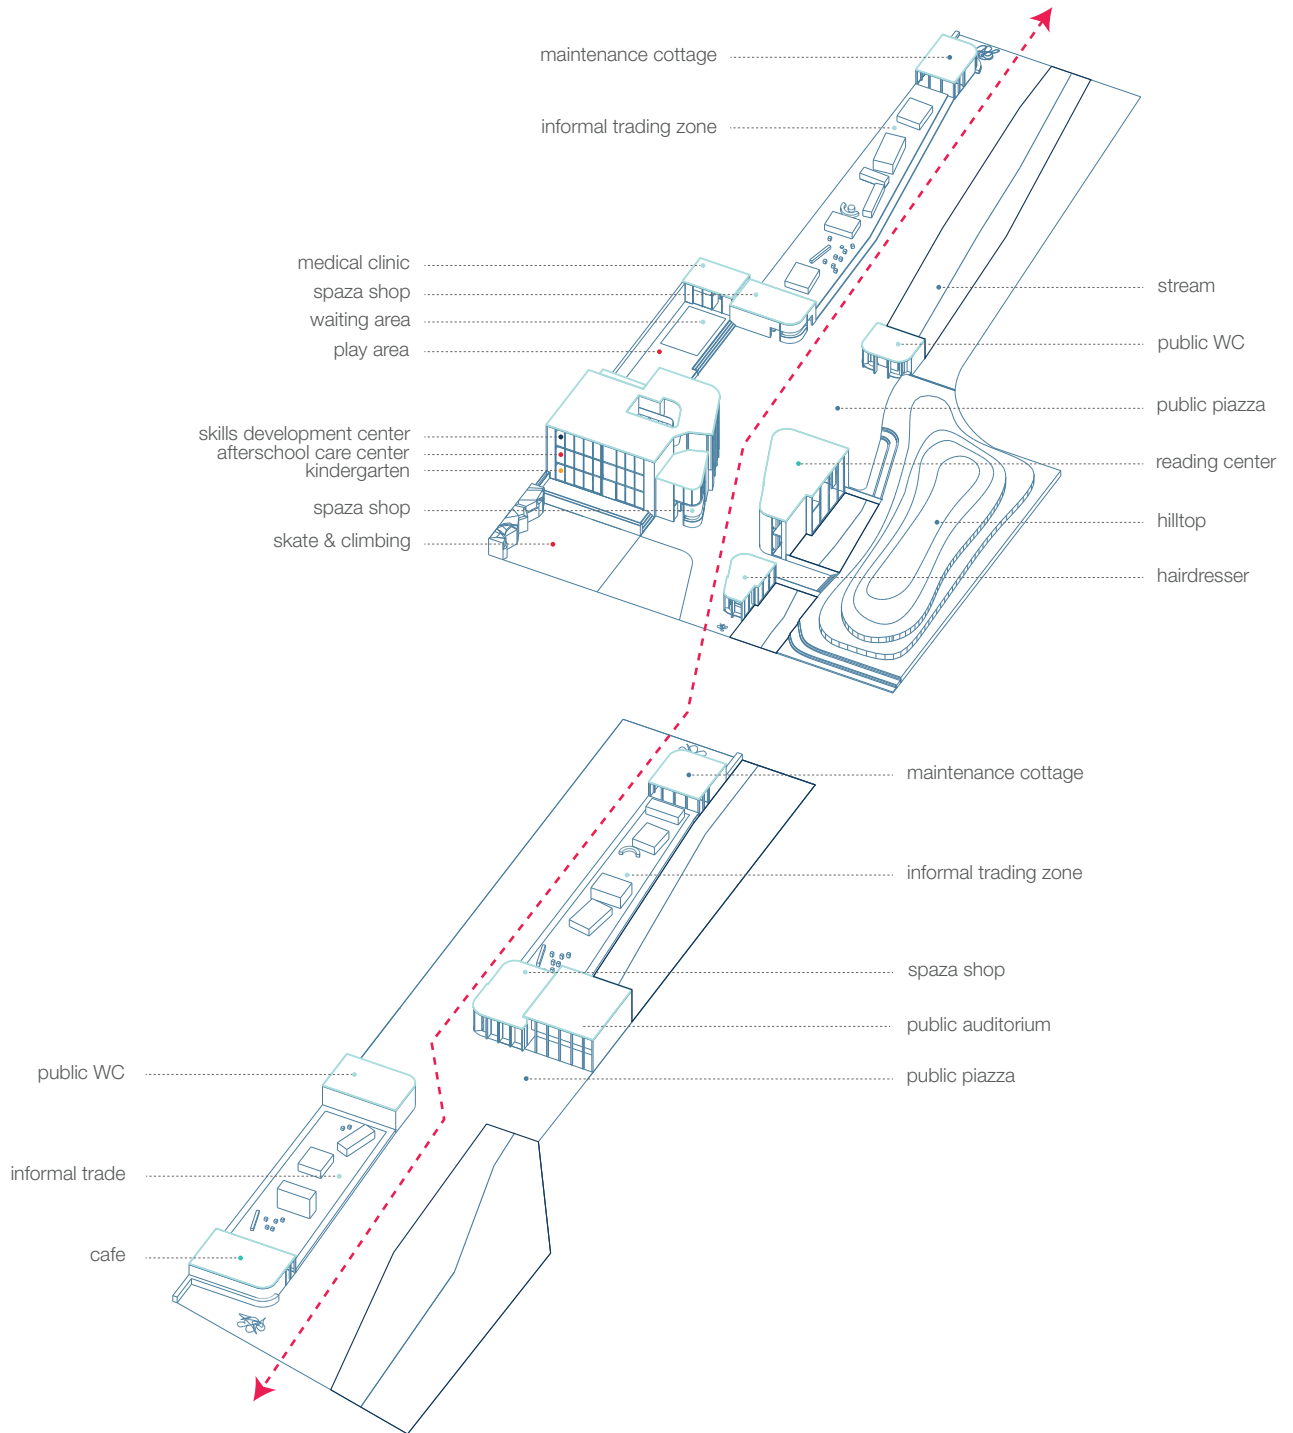 maintenance cottage
informal trading zone
medical clinic
spaza shop
waiting area
play area
skills development center
afterschool care center
kindergarten
spaza shop
skate & climbing
stream
public WC
public piazza
reading center
hilltop
hairdresser
maintenance cottage
informal trading zone
spaza shop
public auditorium
public piazza
public WC
informal trade
cafe